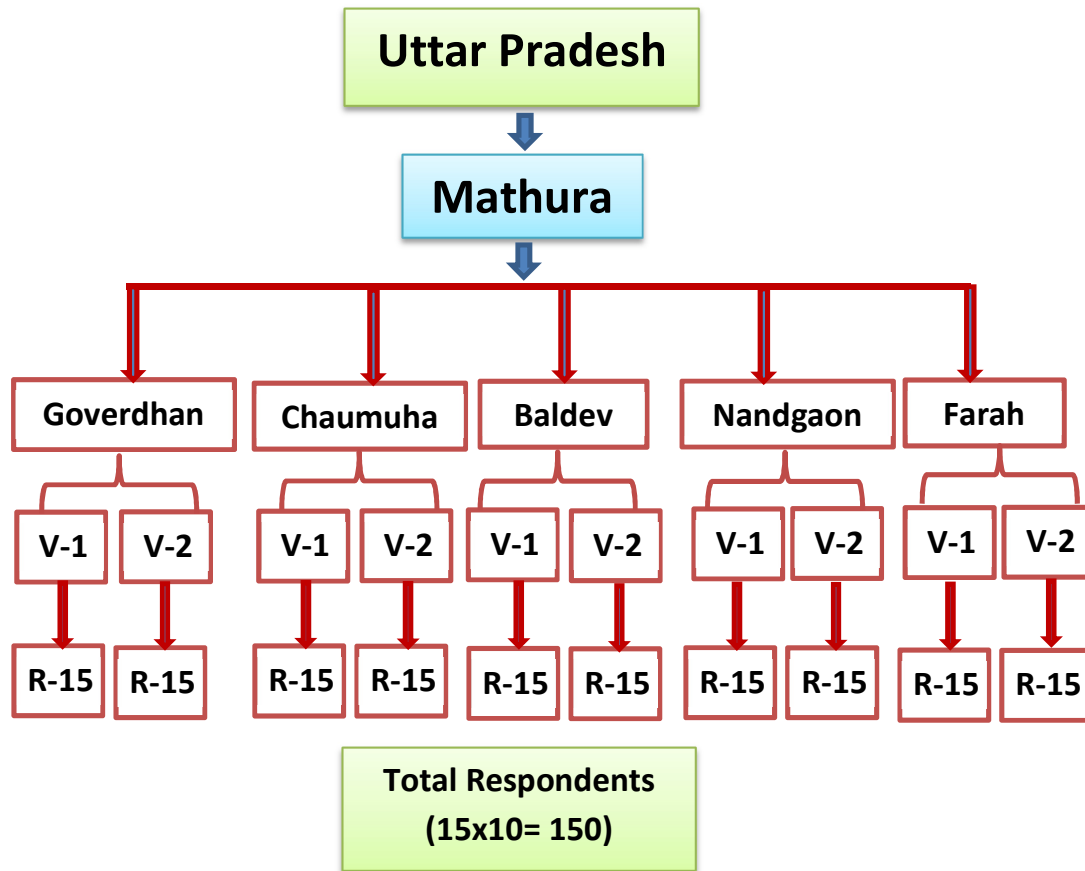 Uttar Pradesh
Mathura
Goverdhan
Chaumuha
Baldev
Nandgaon
Farah
V-1
V-2
V-1
V-2
V-1
V-2
V-1
V-2
V-1
V-2
R-15
R-15
R-15
R-15
R-15
R-15
R-15
R-15
R-15
R-15
Total Respondents
(15x10= 150)